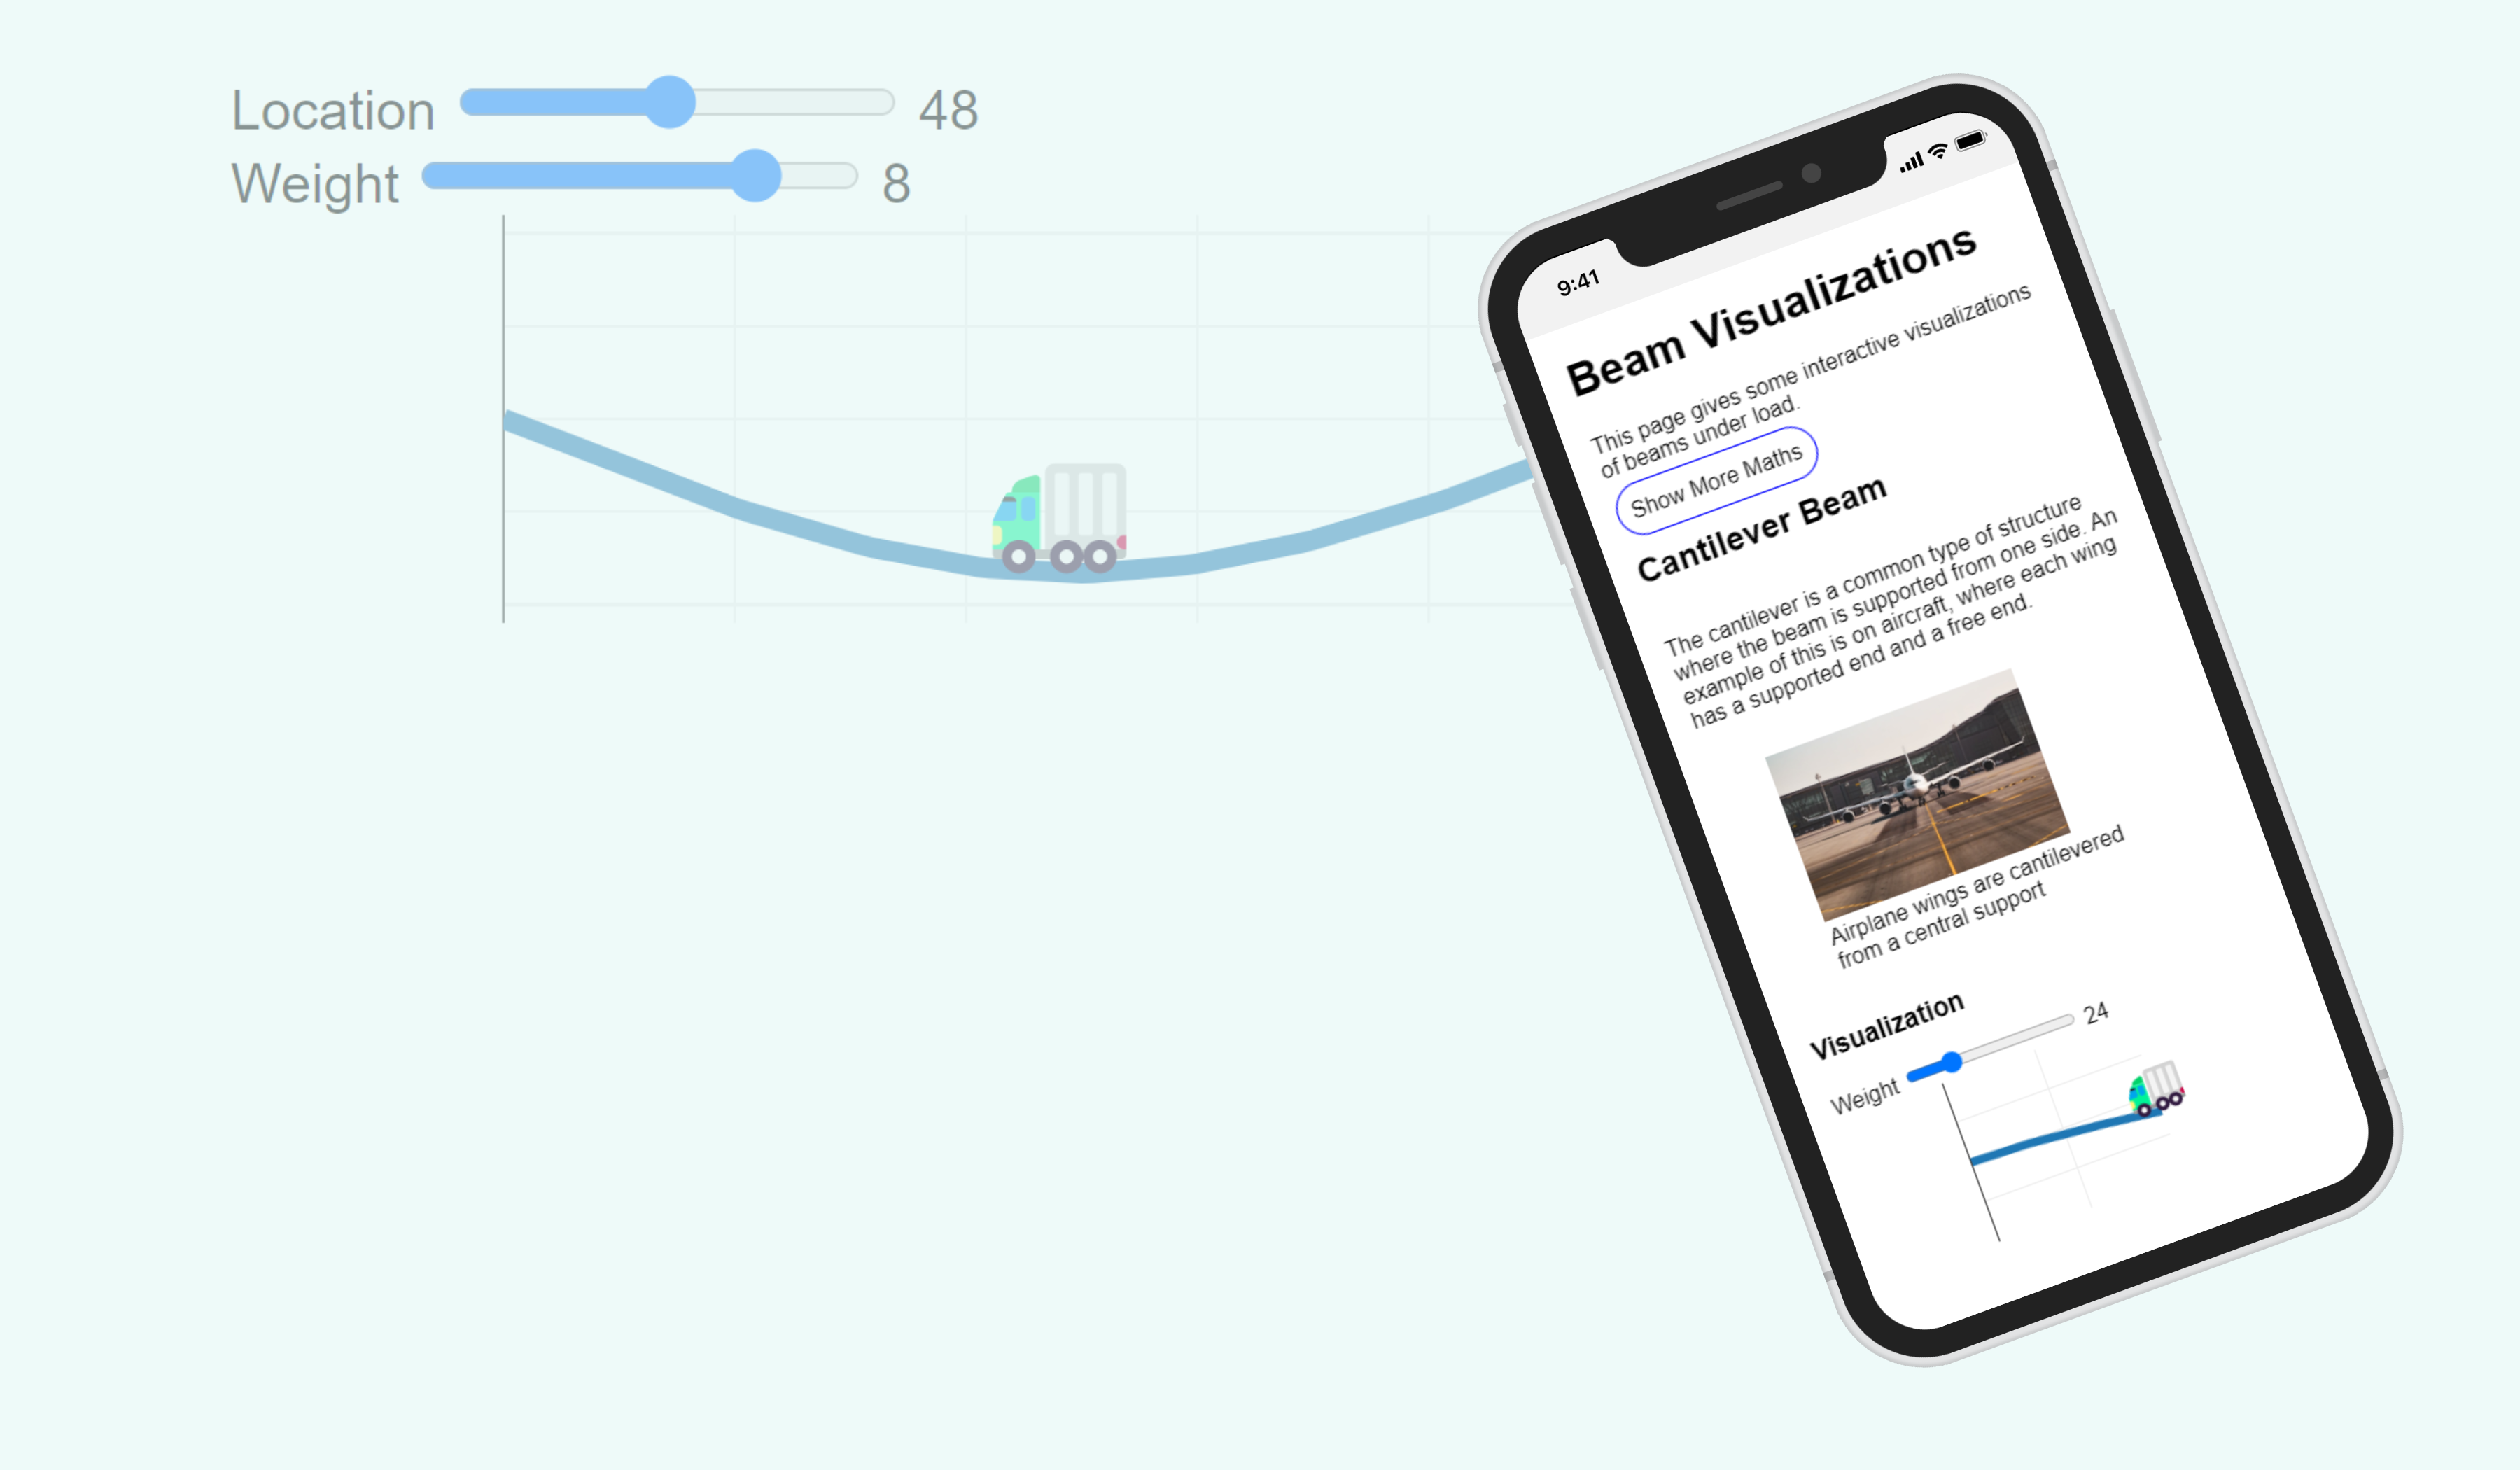 Location 48
Weight 8
9:41
Beam Visualizations
This page gives some interactive visualizations
of beams under load.
Show More Maths
Cantilever Beam
The cantilever is a common type of structure
where the beam is supported from one side. An
example of this is on aircraft, where each wing
has a supported end and a free end.
Airplane wings are cantilevered
from a central support
Visualization
Weight 24